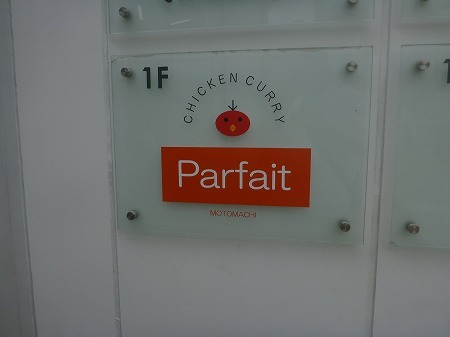 1F
CHICKEN CURRY
Parfait
MOTOMACHI